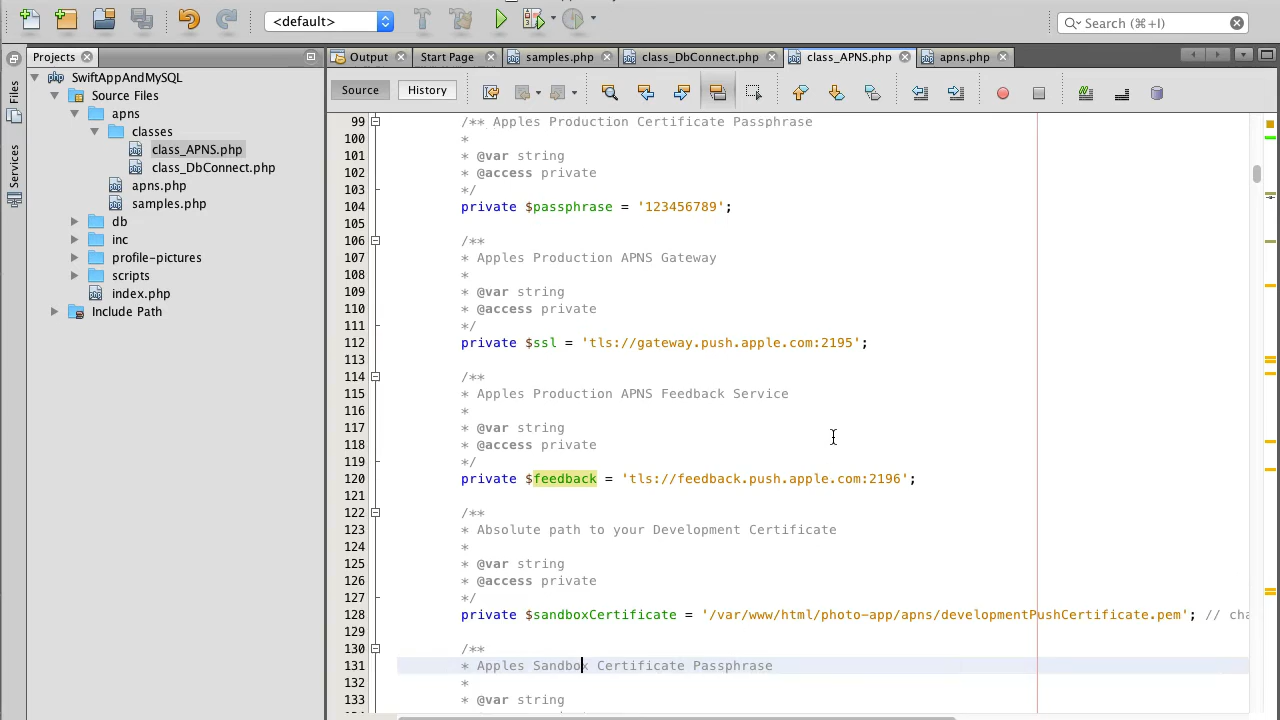 <default>
Search (⌘+I)
Projects
Output
Start Page
samples.php
class_DbConnect.php
class_APNS.php
apns.php
Files
Services
SwiftAppAndMySQL
Source Files
apns
classes
class_APNS.php
class_DbConnect.php
apns.php
samples.php
db
inc
profile-pictures
scripts
index.php
Include Path
Source
History
99 /** Apples Production Certificate Passphrase
100 *
101 * @var string
102 * @access private
103 */
104 private $passphrase = '123456789';
105
106 /**
107 * Apples Production APNS Gateway
108 *
109 * @var string
110 * @access private
111 */
112 private $ssl = 'tls://gateway.push.apple.com:2195';
113
114 /**
115 * Apples Production APNS Feedback Service
116 *
117 * @var string
118 * @access private
119 */
120 private $feedback = 'tls://feedback.push.apple.com:2196';
121
122 /**
123 * Absolute path to your Development Certificate
124 *
125 * @var string
126 * @access private
127 */
128 private $sandboxCertificate = '/var/www/html/photo-app/apns/developmentPushCertificate.pem'; // cha
129
130 /**
131 * Apples Sandbox Certificate Passphrase
132 *
133 * @var string